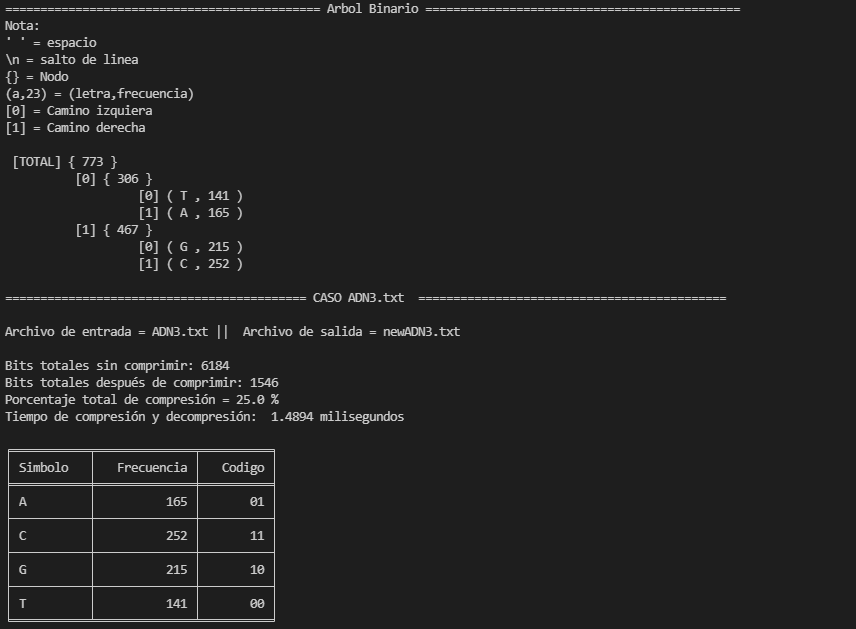 ============================================= Arbol Binario =============================================
Nota:
' ' = espacio
\n = salto de linea
{} = Nodo
(a,23) = (letra,frecuencia)
[0] = Camino izquiera
[1] = Camino derecha
[TOTAL] { 773 }
[0] { 306 }
[0] ( T , 141 )
[1] ( A , 165 )
[1] { 467 }
[0] ( G , 215 )
[1] ( C , 252 )
=========================================== CASO ADN3.txt  ============================================
Archivo de entrada = ADN3.txt ||  Archivo de salida = newADN3.txt
Bits totales sin comprimir: 6184
Bits totales después de comprimir: 1546
Porcentaje total de compresión = 25.0 %
Tiempo de compresión y decompresión:  1.4894 milisegundos
Simbolo Frecuencia Codigo
A 165 01
C 252 11
G 215 10
T 141 00